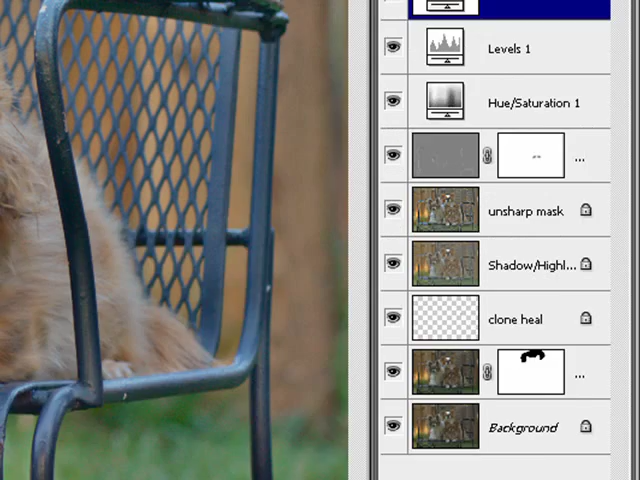 Levels 1
Hue/Saturation 1
...
unsharp mask
Shadow/Highl...
clone heal
...
Background